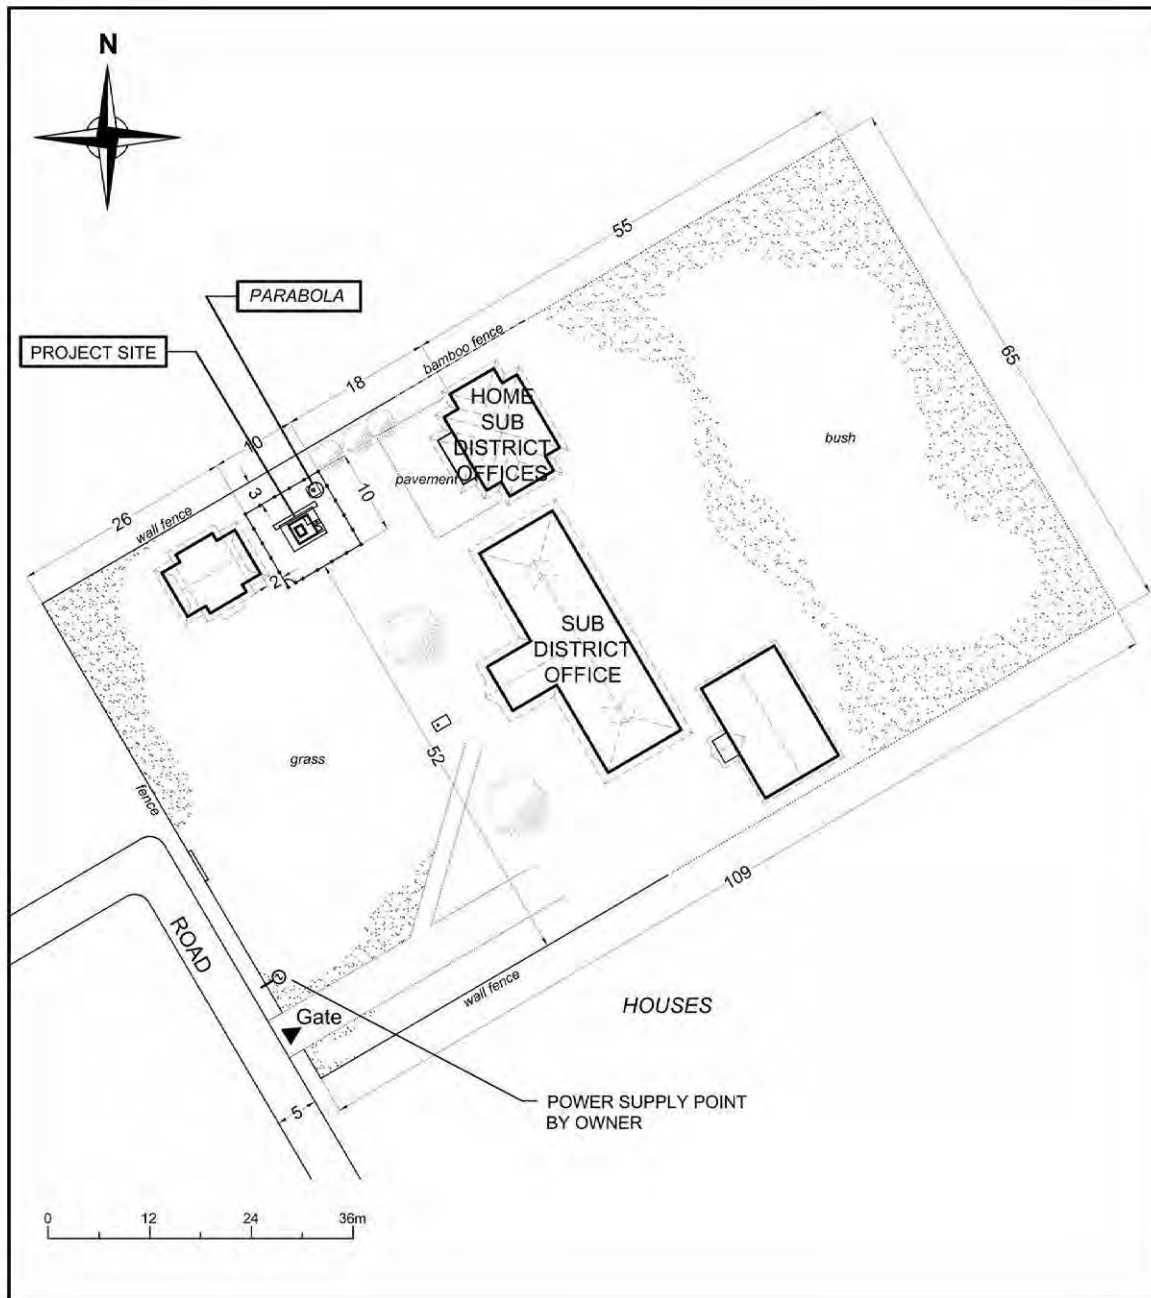 N
PARABOLA
PROJECT SITE
55
65
18
10
26
3
10
2
52
109
5
bamboo fence
wall fence
HOME
SUB
DISTRICT
OFFICES
pavement
bush
SUB
DISTRICT
OFFICE
grass
fence
ROAD
Gate
wall fence
HOUSES
POWER SUPPLY POINT
BY OWNER
0 12 24 36m